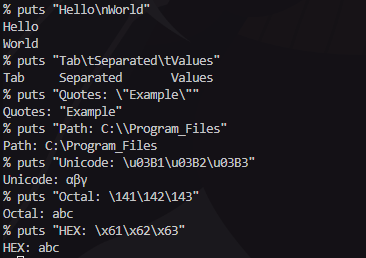 % puts "Hello\nWorld"
Hello
World
% puts "Tab\tSeparated\tValues"
Tab     Separated       Values
% puts "Quotes: \"Example\""
Quotes: "Example"
% puts "Path: C:\\Program_Files"
Path: C:\Program_Files
% puts "Unicode: \u03B1\u03B2\u03B3"
Unicode: αβγ
% puts "Octal: \141\142\143"
Octal: abc
% puts "HEX: \x61\x62\x63"
HEX: abc